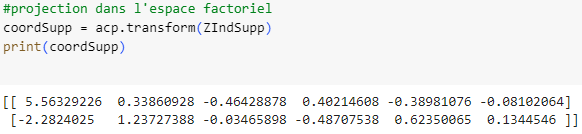 #projection dans l'espace factoriel
coordSupp = acp.transform(ZIndSupp)
print(coordSupp)
[[ 5.56329226  0.33860928 -0.46428878  0.40214608 -0.38981076 -0.08102064]
 [-2.2824025   1.23727388 -0.03465898 -0.48707538  0.62350065  0.1344546 ]]